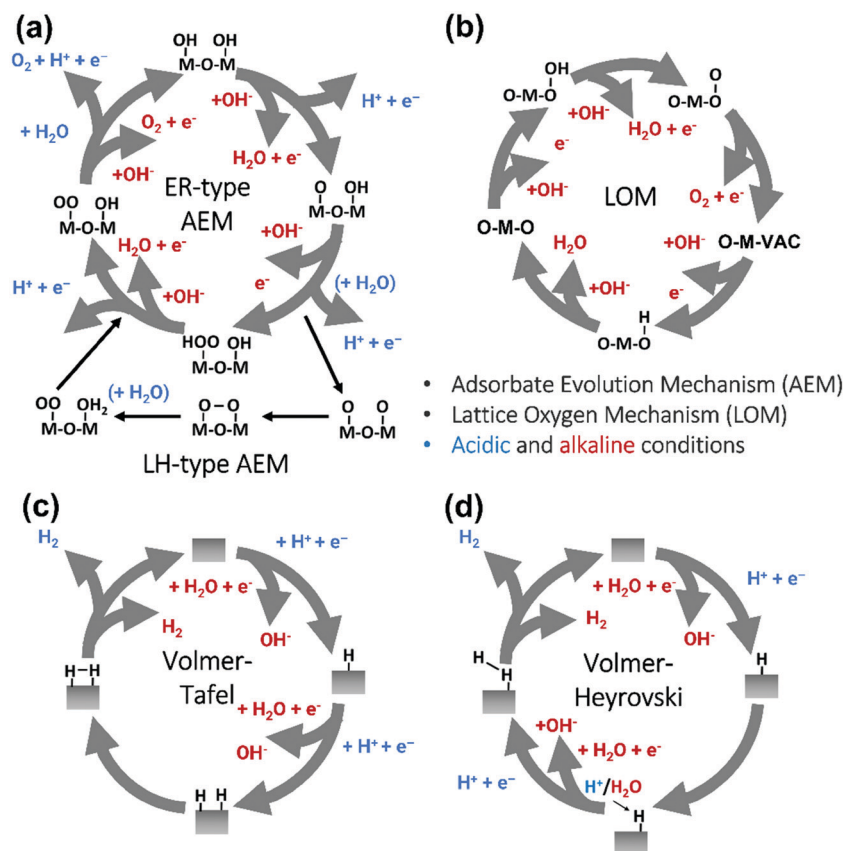 (a)
OH OH
M-O-M
O₂ + H⁺ + e⁻
+ H₂O
O₂ + e⁻
+OH⁻
+OH⁻
H₂O + e⁻
H⁺ + e⁻
ER-type
AEM
OO OH
M-O-M
O OH
M-O-M
H₂O + e⁻
+OH⁻
+OH⁻
e⁻
(+ H₂O)
H⁺ + e⁻
H⁺ + e⁻
HOO OH
M-O-M
OO OH₂
M-O-M
(+ H₂O)
O–O
M-O-M
O O
M-O-M
LH-type AEM
(b)
OH
O-M-O
O
O-M-O
+OH⁻
H₂O + e⁻
e⁻
+OH⁻
LOM
O₂ + e⁻
O-M-O
H₂O
+OH⁻
+OH⁻
e⁻
O-M-VAC
H
O-M-O
• Adsorbate Evolution Mechanism (AEM)
• Lattice Oxygen Mechanism (LOM)
• Acidic and alkaline conditions
(c)
H₂
+ H⁺ + e⁻
+ H₂O + e⁻
H₂
OH⁻
Volmer-
Tafel
H–H
H
+ H₂O + e⁻
OH⁻
+ H⁺ + e⁻
H H
(d)
H₂
H⁺ + e⁻
+ H₂O + e⁻
H₂
OH⁻
Volmer-
Heyrovski
H
H
H
+OH⁻
+ H₂O + e⁻
H⁺ + e⁻
H⁺/H₂O
H